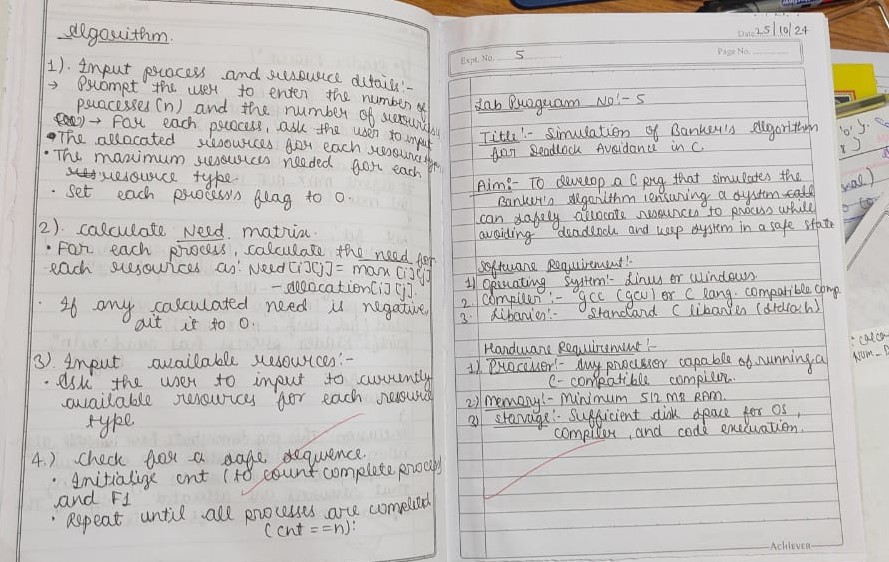 Algorithm.
1). Input process and resource details:-
→ Prompt the user to enter the number of
processes (n) and the number of resources
→ For each process, ask the user to input
• The allocated resources for each resource type
• The maximum resources needed for each
resource type.
• Set each process's flag to 0.
2). calculate Need matrix.
• For each process, calculate the need for
each resources as: Need[i][j] = max[i][j]
- Allocation[i][j].
• If any calculated need is negative,
it to 0.
3). Input available resources:-
• Ask the user to input to currently
available resources for each resource
type
4.) Check for a safe sequence.
• Initialize cnt (to count complete process)
and F1
• Repeat until all processes are completed
(cnt == n):
Date 25/10/24
Expt. No. 5
Page No.
Lab Program No:- 5
Title:- Simulation of Banker's Algorithm
for Deadlock Avoidance in C.
Aim:- To develop a C prg that simulates the
Banker's Algorithm, ensuring a system
can safely allocate resources to process while
avoiding deadlock and keep system in a safe state
Software Requirement:-
1) Operating System:- Linux or Windows.
2. Compiler:- gcc (gcu) or C lang. compatible comp.
3. Libaries:- Standard C libaries
Hardware Requirement:-
1) Processor:- Any processor capable of running a
C-compatible compiler.
2) Memory:- Minimum 512 MB RAM.
3) Storage:- Sufficient disk space for OS,
compiler, and code execuation.
Achiever